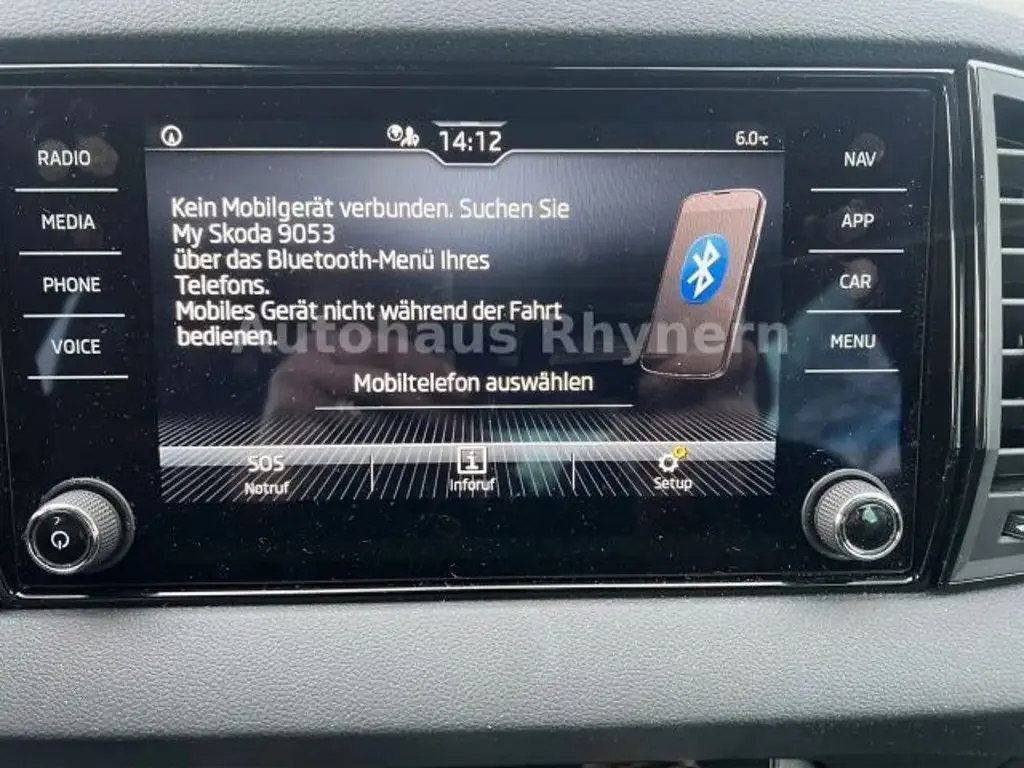 14:12
6.0°C
RADIO
MEDIA
PHONE
VOICE
NAV
APP
CAR
MENU
Kein Mobilgerät verbunden. Suchen Sie
My Skoda 9053
über das Bluetooth-Menü Ihres
Telefons.
Mobiles Gerät nicht während der Fahrt
bedienen.
Autohaus Rhynern
Mobiltelefon auswählen
SOS
Notruf
i
Inforuf
Setup